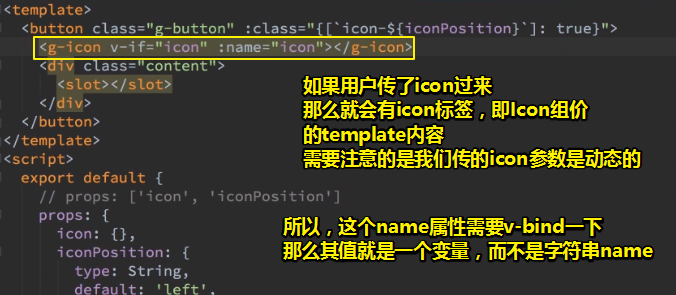 <template>
<button class="g-button" :class="{[`icon-${iconPosition}`]: true}">
<g-icon v-if="icon" :name="icon"></g-icon>
<div class="content">
<slot></slot>
</div>
</button>
</template>
<script>
export default {
// props: ['icon', 'iconPosition']
props: {
icon: {},
iconPosition: {
type: String,
default: 'left',
如果用户传了icon过来
那么就会有icon标签，即Icon组价
的template内容
需要注意的是我们传的icon参数是动态的
所以，这个name属性需要v-bind一下
那么其值就是一个变量，而不是字符串name